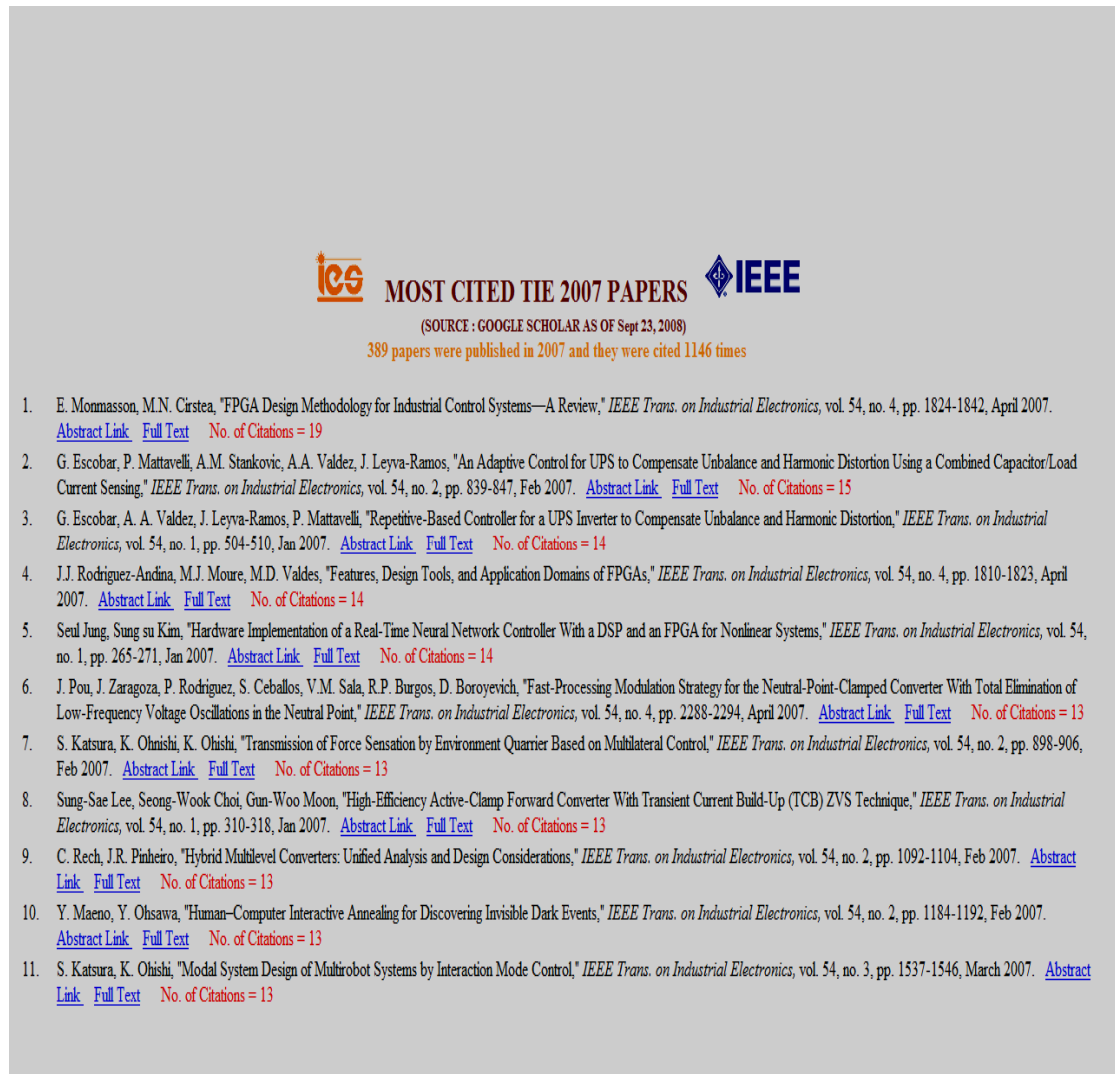 ies MOST CITED TIE 2007 PAPERS IEEE
(SOURCE : GOOGLE SCHOLAR AS OF Sept 23, 2008)
389 papers were published in 2007 and they were cited 1146 times
1. E. Monmasson, M.N. Cirstea, "FPGA Design Methodology for Industrial Control Systems—A Review," IEEE Trans. on Industrial Electronics, vol. 54, no. 4, pp. 1824-1842, April 2007.
Abstract Link Full Text No. of Citations = 19
2. G. Escobar, P. Mattavelli, A.M. Stankovic, A.A. Valdez, J. Leyva-Ramos, "An Adaptive Control for UPS to Compensate Unbalance and Harmonic Distortion Using a Combined Capacitor/Load
Current Sensing," IEEE Trans. on Industrial Electronics, vol. 54, no. 2, pp. 839-847, Feb 2007. Abstract Link Full Text No. of Citations = 15
3. G. Escobar, A. A. Valdez, J. Leyva-Ramos, P. Mattavelli, "Repetitive-Based Controller for a UPS Inverter to Compensate Unbalance and Harmonic Distortion," IEEE Trans. on Industrial
Electronics, vol. 54, no. 1, pp. 504-510, Jan 2007. Abstract Link Full Text No. of Citations = 14
4. J.J. Rodriguez-Andina, M.J. Moure, M.D. Valdes, "Features, Design Tools, and Application Domains of FPGAs," IEEE Trans. on Industrial Electronics, vol. 54, no. 4, pp. 1810-1823, April
2007. Abstract Link Full Text No. of Citations = 14
5. Seul Jung, Sung su Kim, "Hardware Implementation of a Real-Time Neural Network Controller With a DSP and an FPGA for Nonlinear Systems," IEEE Trans. on Industrial Electronics, vol. 54,
no. 1, pp. 265-271, Jan 2007. Abstract Link Full Text No. of Citations = 14
6. J. Pou, J. Zaragoza, P. Rodriguez, S. Ceballos, V.M. Sala, R.P. Burgos, D. Boroyevich, "Fast-Processing Modulation Strategy for the Neutral-Point-Clamped Converter With Total Elimination of
Low-Frequency Voltage Oscillations in the Neutral Point," IEEE Trans. on Industrial Electronics, vol. 54, no. 4, pp. 2288-2294, April 2007. Abstract Link Full Text No. of Citations = 13
7. S. Katsura, K. Ohnishi, K. Ohishi, "Transmission of Force Sensation by Environment Quarrier Based on Multilateral Control," IEEE Trans. on Industrial Electronics, vol. 54, no. 2, pp. 898-906,
Feb 2007. Abstract Link Full Text No. of Citations = 13
8. Sung-Sae Lee, Seong-Wook Choi, Gun-Woo Moon, "High-Efficiency Active-Clamp Forward Converter With Transient Current Build-Up (TCB) ZVS Technique," IEEE Trans. on Industrial
Electronics, vol. 54, no. 1, pp. 310-318, Jan 2007. Abstract Link Full Text No. of Citations = 13
9. C. Rech, J.R. Pinheiro, "Hybrid Multilevel Converters: Unified Analysis and Design Considerations," IEEE Trans. on Industrial Electronics, vol. 54, no. 2, pp. 1092-1104, Feb 2007. Abstract
Link Full Text No. of Citations = 13
10. Y. Maeno, Y. Ohsawa, "Human–Computer Interactive Annealing for Discovering Invisible Dark Events," IEEE Trans. on Industrial Electronics, vol. 54, no. 2, pp. 1184-1192, Feb 2007.
Abstract Link Full Text No. of Citations = 13
11. S. Katsura, K. Ohishi, "Modal System Design of Multirobot Systems by Interaction Mode Control," IEEE Trans. on Industrial Electronics, vol. 54, no. 3, pp. 1537-1546, March 2007. Abstract
Link Full Text No. of Citations = 13